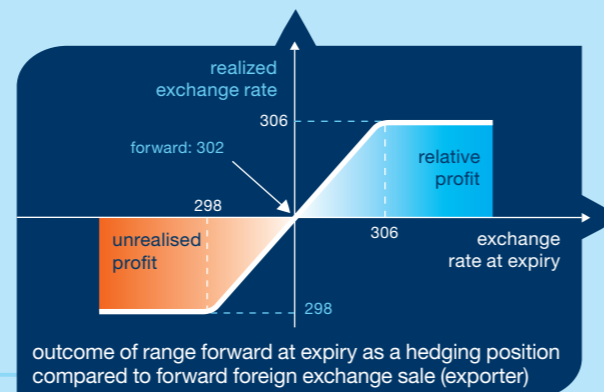 realized
exchange rate
306
forward: 302
relative
profit
298
unrealised
profit
306
exchange
rate at expiry
298
outcome of range forward at expiry as a hedging position
compared to forward foreign exchange sale (exporter)